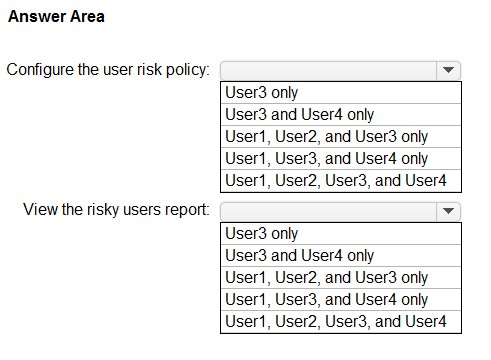 Answer Area
Configure the user risk policy:
User3 only
User3 and User4 only
User1, User2, and User3 only
User1, User3, and User4 only
User1, User2, User3, and User4
View the risky users report:
User3 only
User3 and User4 only
User1, User2, and User3 only
User1, User3, and User4 only
User1, User2, User3, and User4